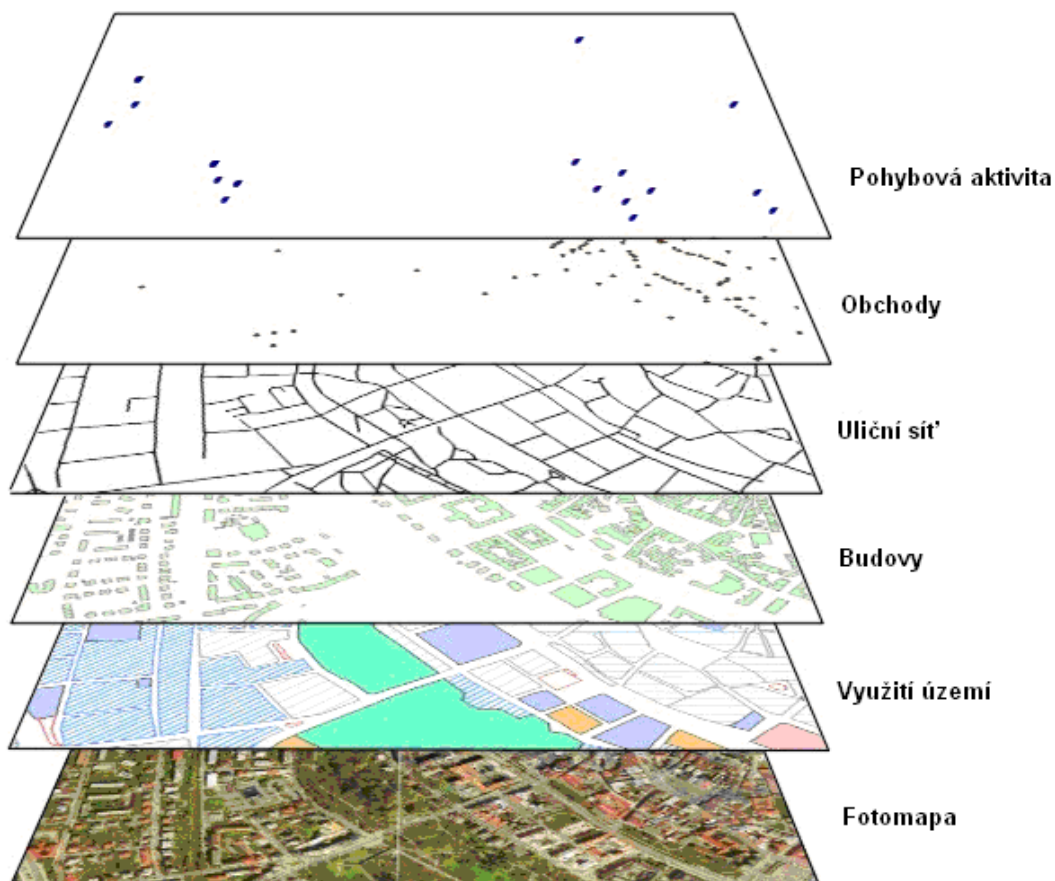 Pohybová aktivita
Obchody
Uliční síť
Budovy
Využití území
Fotomapa